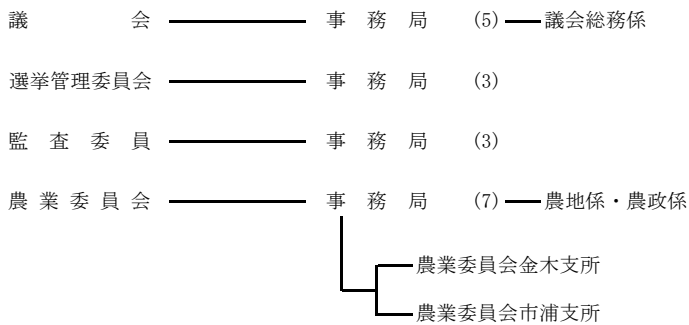 議会 事務局 (5) 議会総務係
選挙管理委員会 事務局 (3)
監査委員 事務局 (3)
農業委員会 事務局 (7) 農地係・農政係
農業委員会金木支所
農業委員会市浦支所